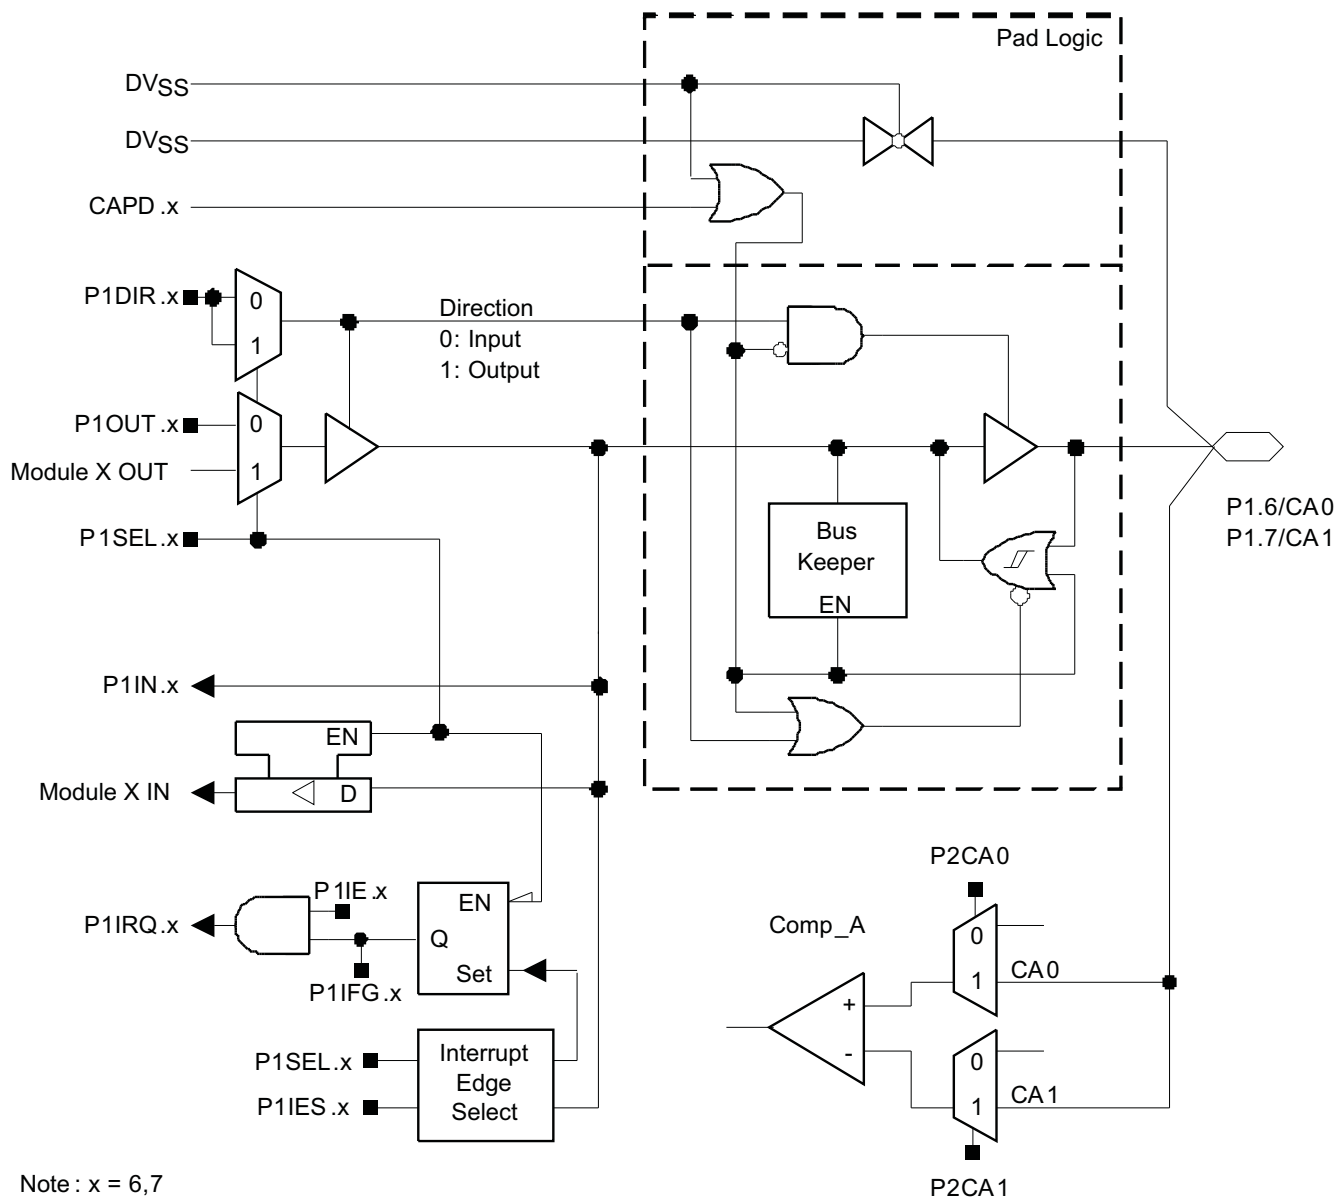 Pad Logic
DVSS
DVSS
CAPD.x
P1DIR.x
0
1
Direction
0: Input
1: Output
P1OUT.x
0
Module X OUT
1
P1SEL.x
Bus
Keeper
EN
P1.6/CA0
P1.7/CA1
P1IN.x
EN
Module X IN
D
P1IE.x
EN
P1IRQ.x
Q
Set
P1IFG.x
P1SEL.x
P1IES.x
Interrupt
Edge
Select
P2CA0
Comp_A
0
1
CA0
+
-
0
1
CA1
P2CA1
Note: x = 6,7